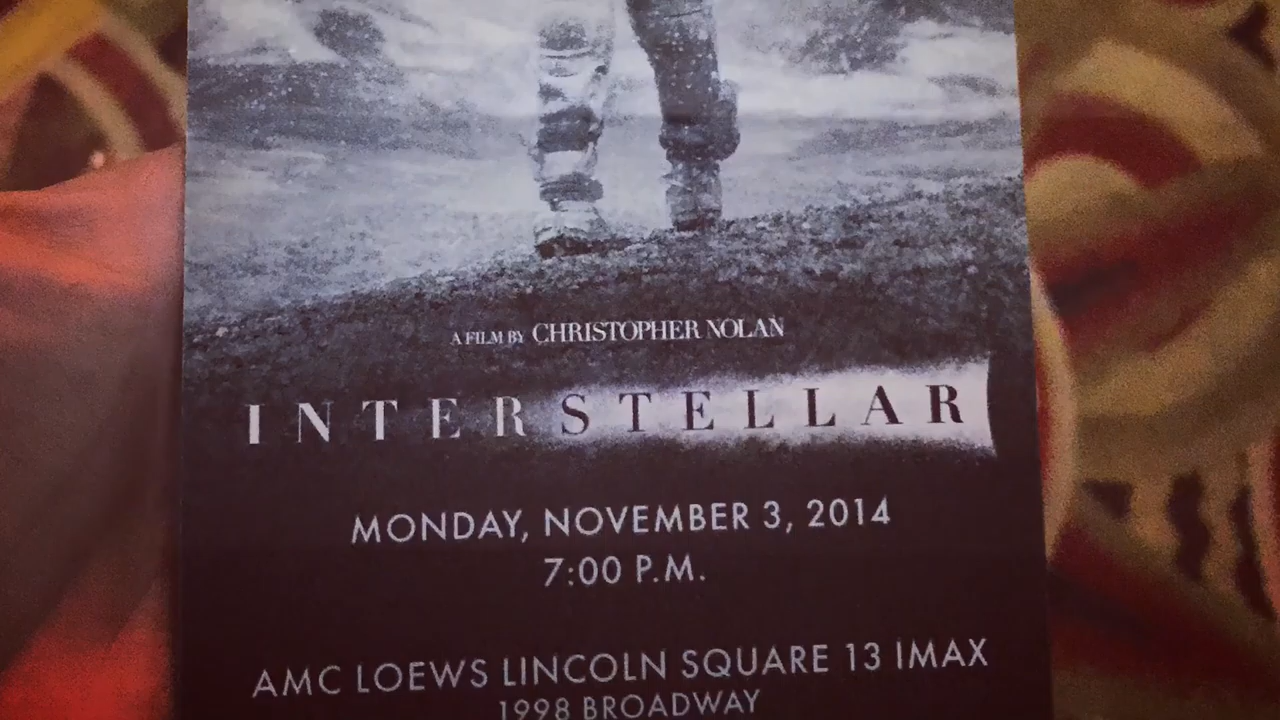 A FILM BY CHRISTOPHER NOLAN
INTERSTELLAR
MONDAY, NOVEMBER 3, 2014
7:00 P.M.
AMC LOEWS LINCOLN SQUARE 13 IMAX
1998 BROADWAY